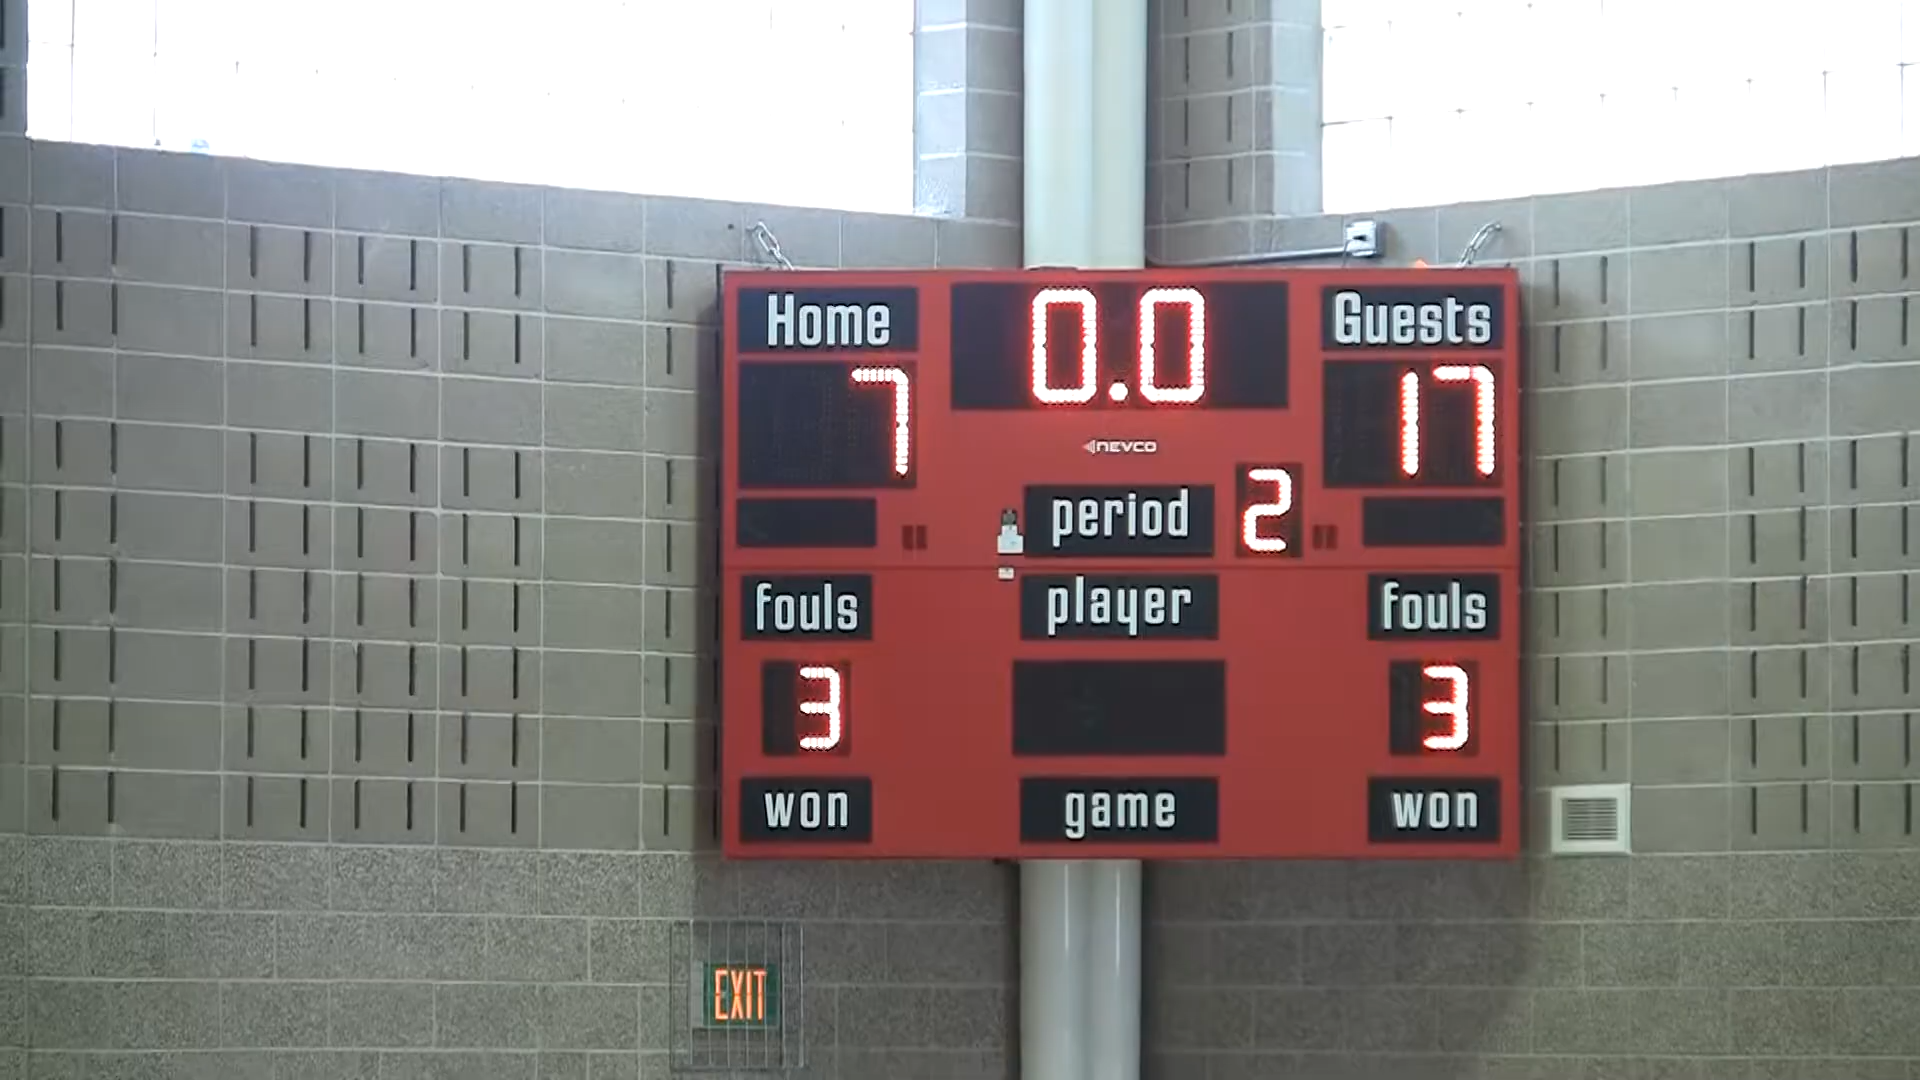 Home 0.0 Guests
7 17
NEVCO
period 2
fouls player fouls
3 3
won game won
EXIT